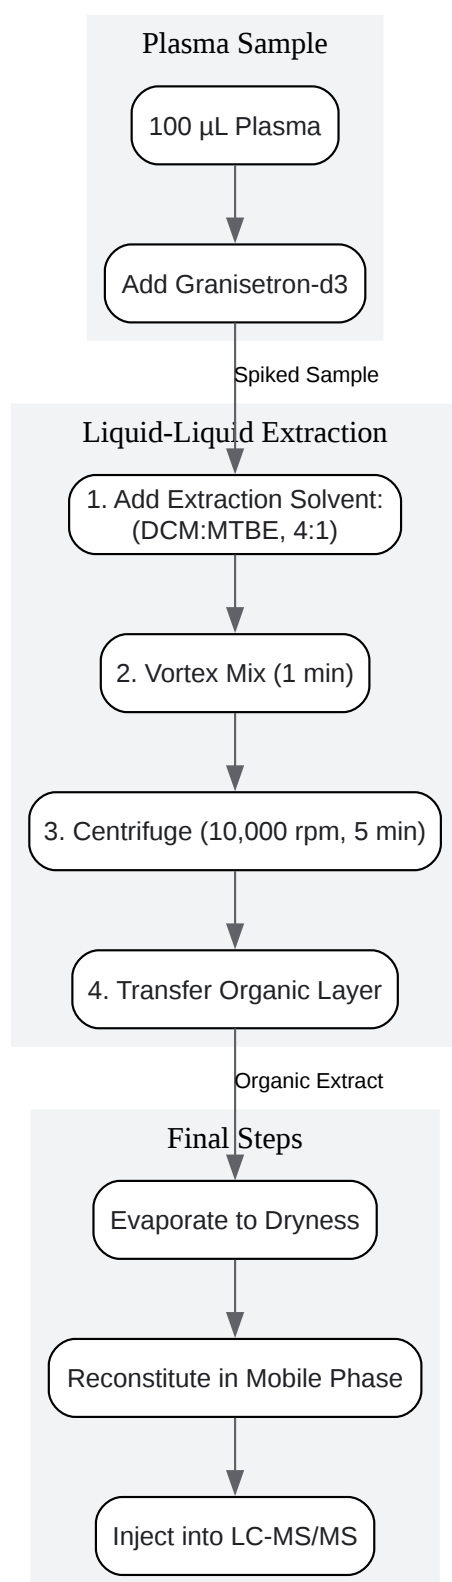 Plasma Sample
100 µL Plasma
Add Granisetron-d3
Spiked Sample
Liquid-Liquid Extraction
1. Add Extraction Solvent:
(DCM:MTBE, 4:1)
2. Vortex Mix (1 min)
3. Centrifuge (10,000 rpm, 5 min)
4. Transfer Organic Layer
Organic Extract
Final Steps
Evaporate to Dryness
Reconstitute in Mobile Phase
Inject into LC-MS/MS